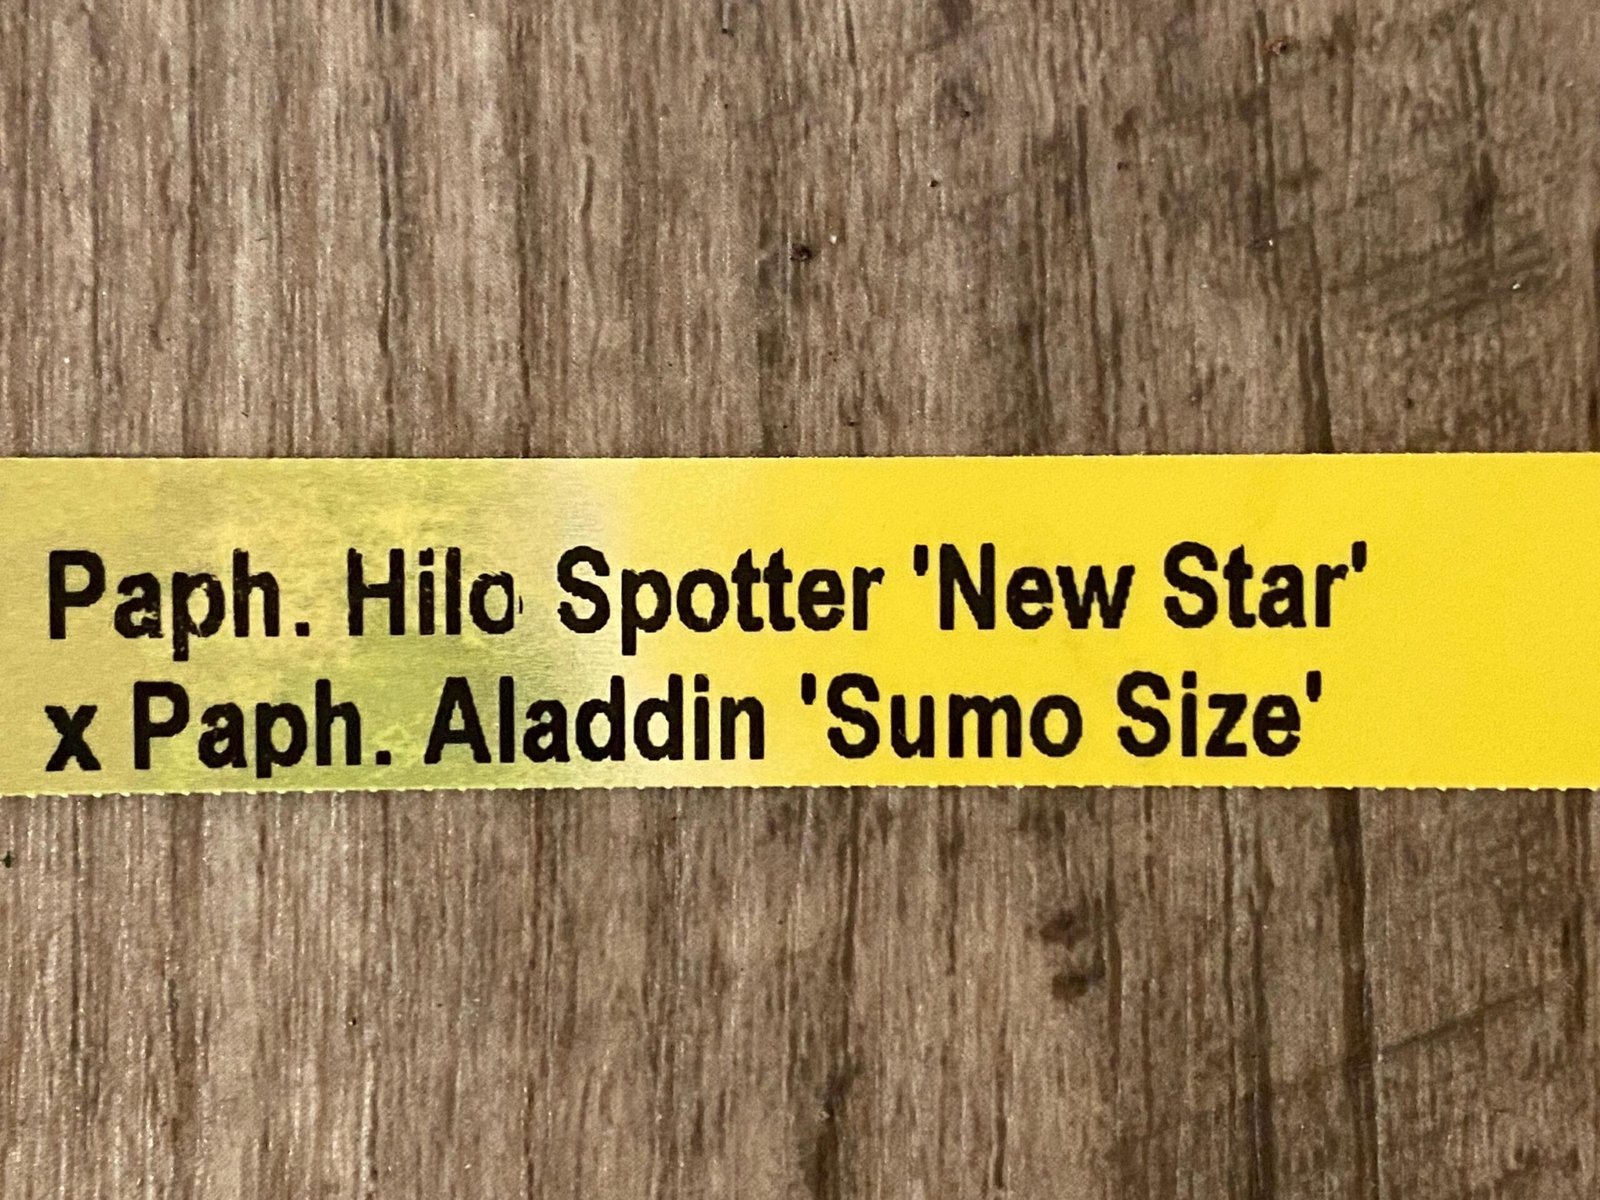 Paph. Hilo Spotter 'New Star'
x Paph. Aladdin 'Sumo Size'